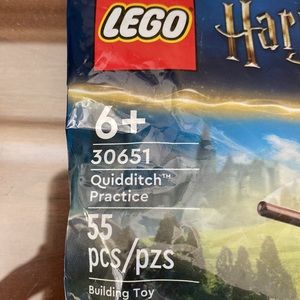 LEGO
Har
6+
30651
Quidditch™
Practice
55
pcs/pzs
Building Toy